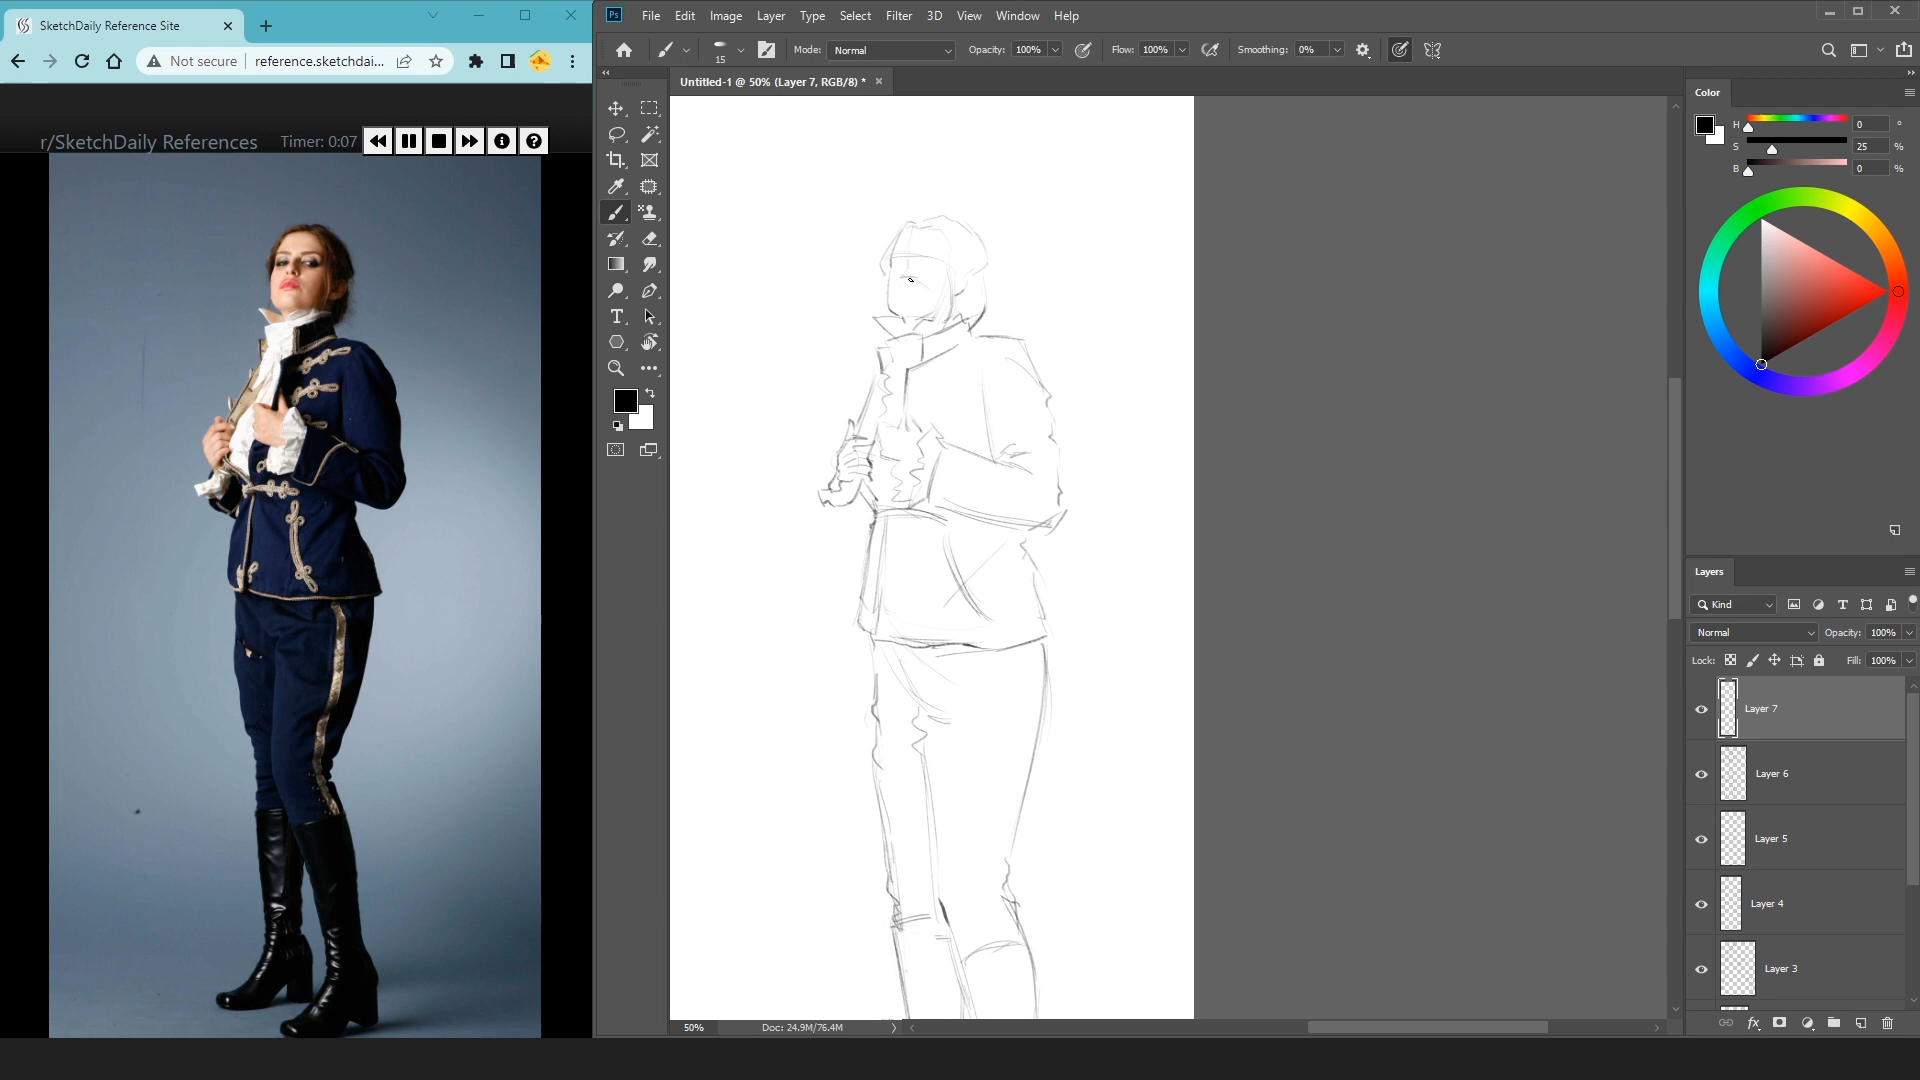 SketchDaily Reference Site
Not secure
reference.sketchdai...
r/SketchDaily References
Timer: 0:07
Ps
File Edit Image Layer Type Select Filter 3D View Window Help
15
Mode: Normal
Opacity: 100%
Flow: 100%
Smoothing: 0%
Untitled-1 @ 50% (Layer 7, RGB/8) *
Color
H 0 °
S 25 %
B 0 %
Layers
Kind
Normal
Opacity: 100%
Lock:
Fill: 100%
Layer 7
Layer 6
Layer 5
Layer 4
Layer 3
50%
Doc: 24.9M/76.4M